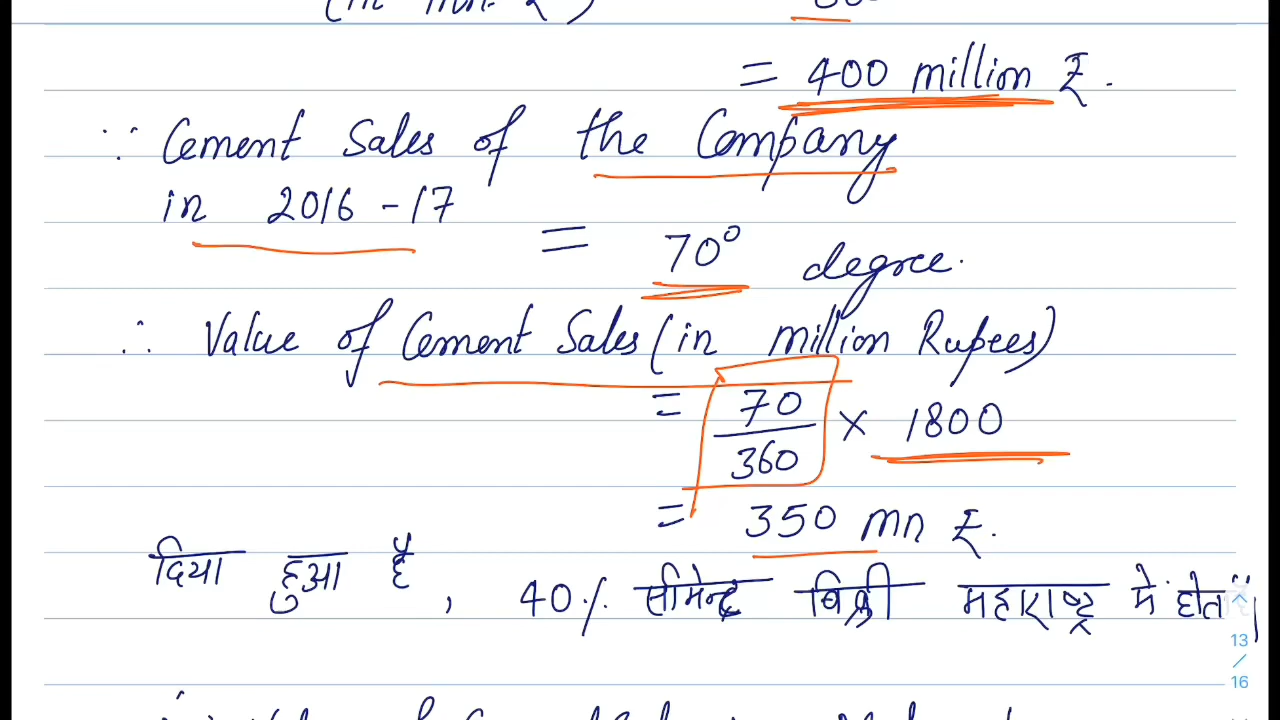 = 400 million ₹.
∵ Cement Sales of the Company
in 2016-17
= 70° degree.
∴ Value of Cement Sales (in million Rupees)
= 70/360 × 1800
= 350 mn ₹.
दिया हुआ है, 40% सीमेन्ट बिक्री महाराष्ट्र में होता
13
/
16